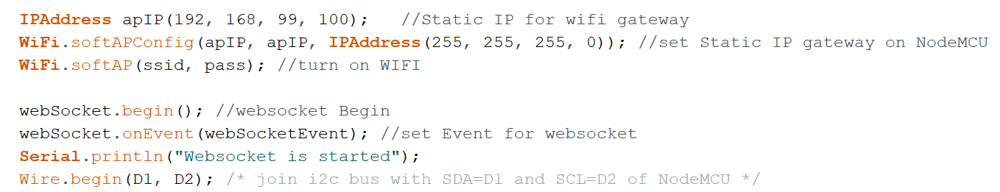 IPAddress apIP(192, 168, 99, 100);   //Static IP for wifi gateway
WiFi.softAPConfig(apIP, apIP, IPAddress(255, 255, 255, 0)); //set Static IP gateway on NodeMCU
WiFi.softAP(ssid, pass); //turn on WIFI
webSocket.begin(); //websocket Begin
webSocket.onEvent(webSocketEvent); //set Event for websocket
Serial.println("Websocket is started");
Wire.begin(D1, D2); /* join i2c bus with SDA=D1 and SCL=D2 of NodeMCU */